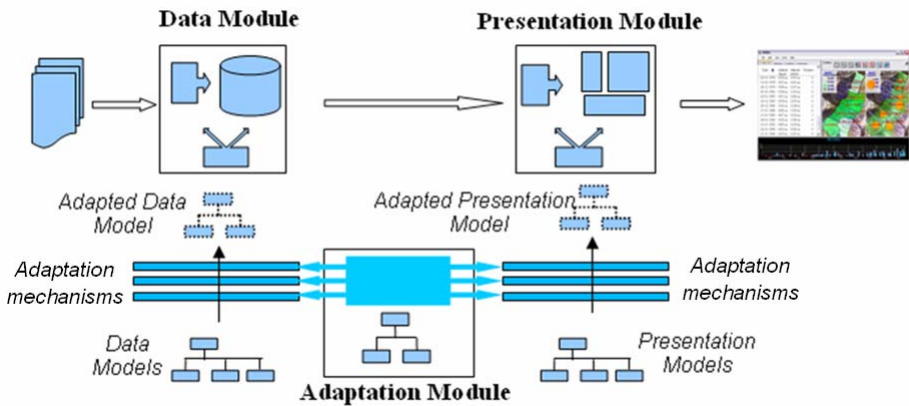 Data Module
Presentation Module
Adapted Data
Model
Adapted Presentation
Model
Adaptation
mechanisms
Adaptation
mechanisms
Data
Models
Presentation
Models
Adaptation Module